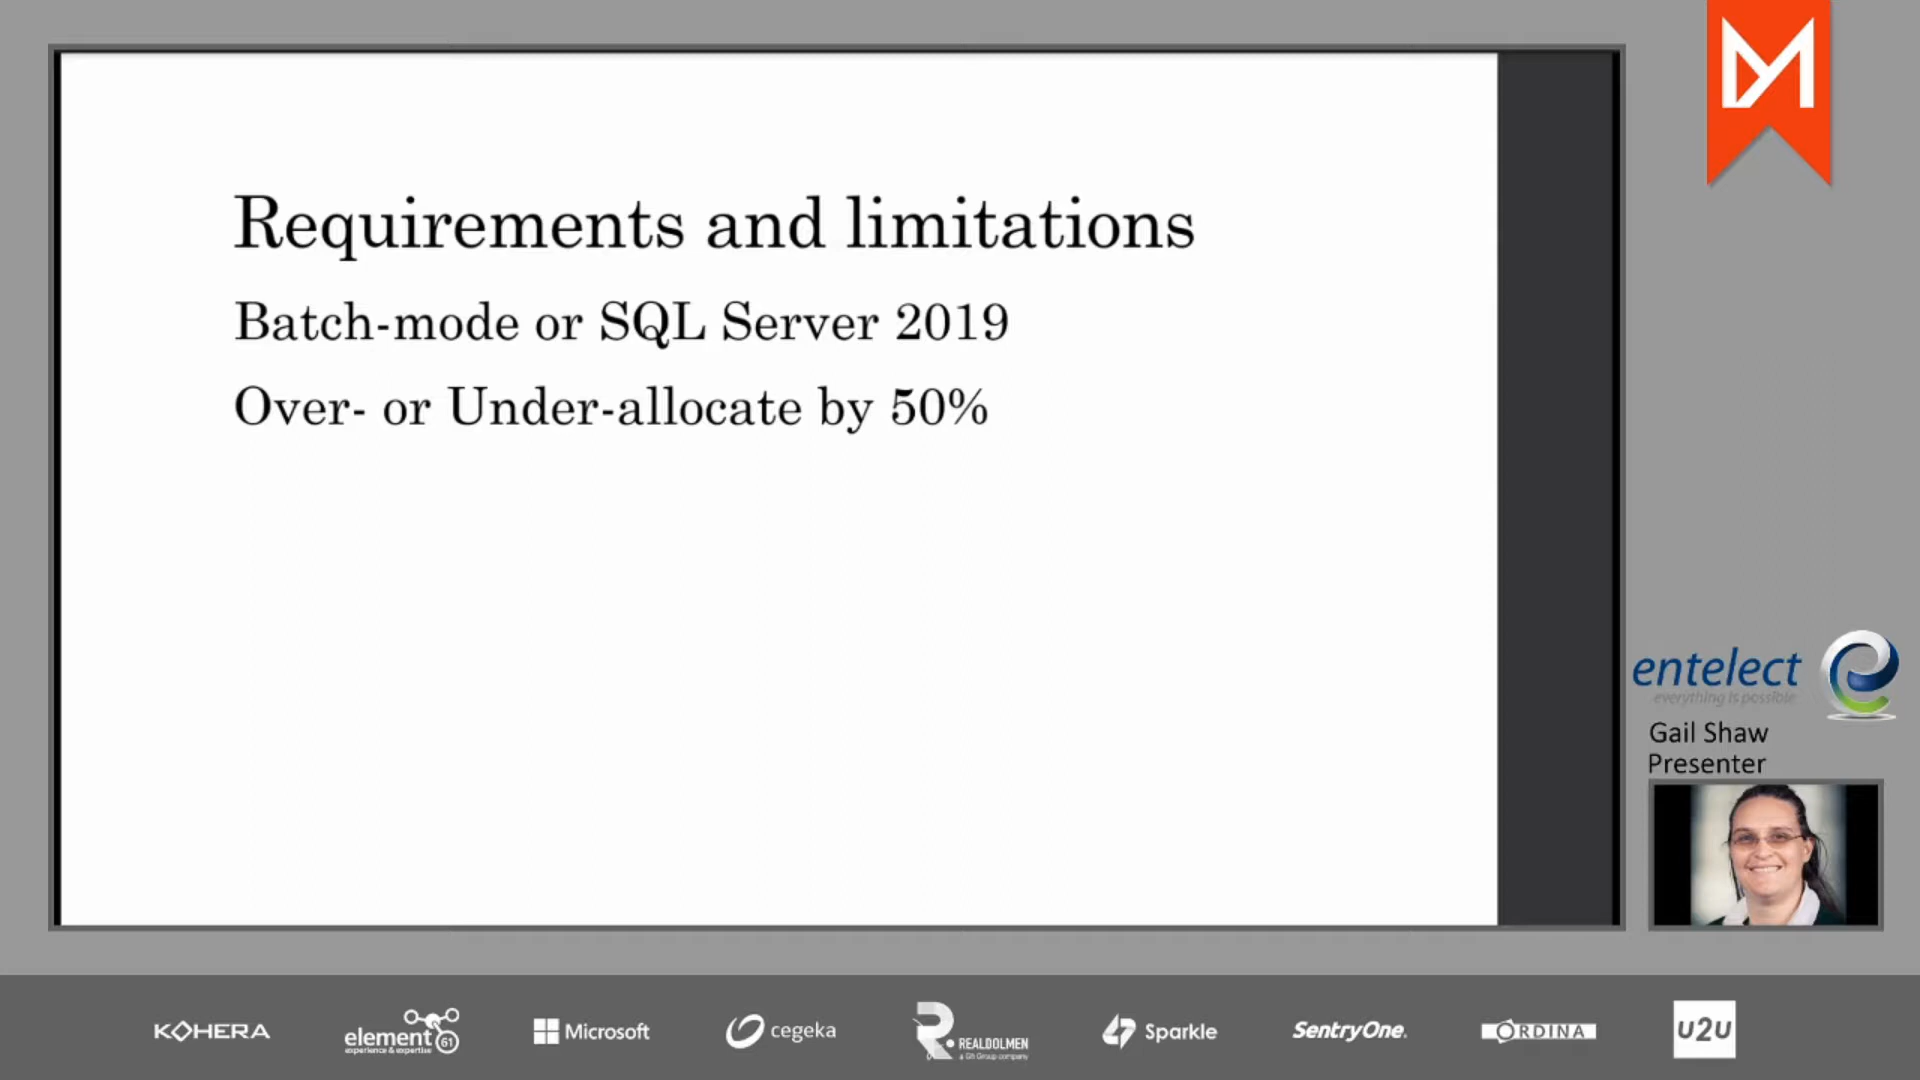 Requirements and limitations
Batch-mode or SQL Server 2019
Over- or Under-allocate by 50%
entelect
everything is possible
Gail Shaw
Presenter
KOHERA
element 61
experience & expertise
Microsoft
cegeka
REALDOLMEN
a Gfi Group company
Sparkle
SentryOne.
ORDINA
U2U